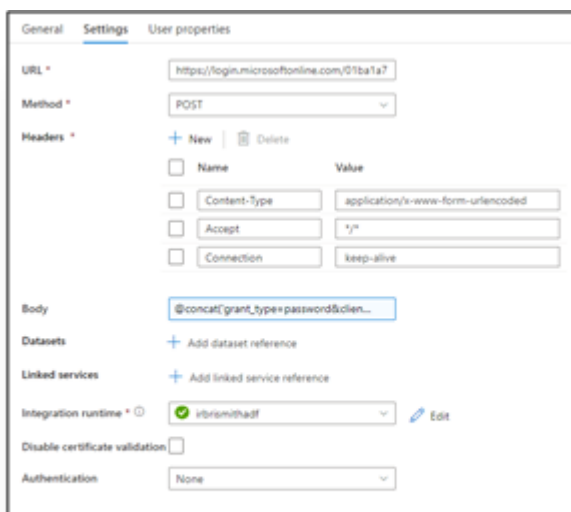 General Settings User properties
URL * https://login.microsoftonline.com/01ba1a7
Method * POST
Headers * + New | Delete
Name Value
Content-Type application/x-www-form-urlencoded
Accept */*
Connection keep-alive
Body @concat('grant_type=password&clien...
Datasets + Add dataset reference
Linked services + Add linked service reference
Integration runtime * irbrismithadf Edit
Disable certificate validation
Authentication None